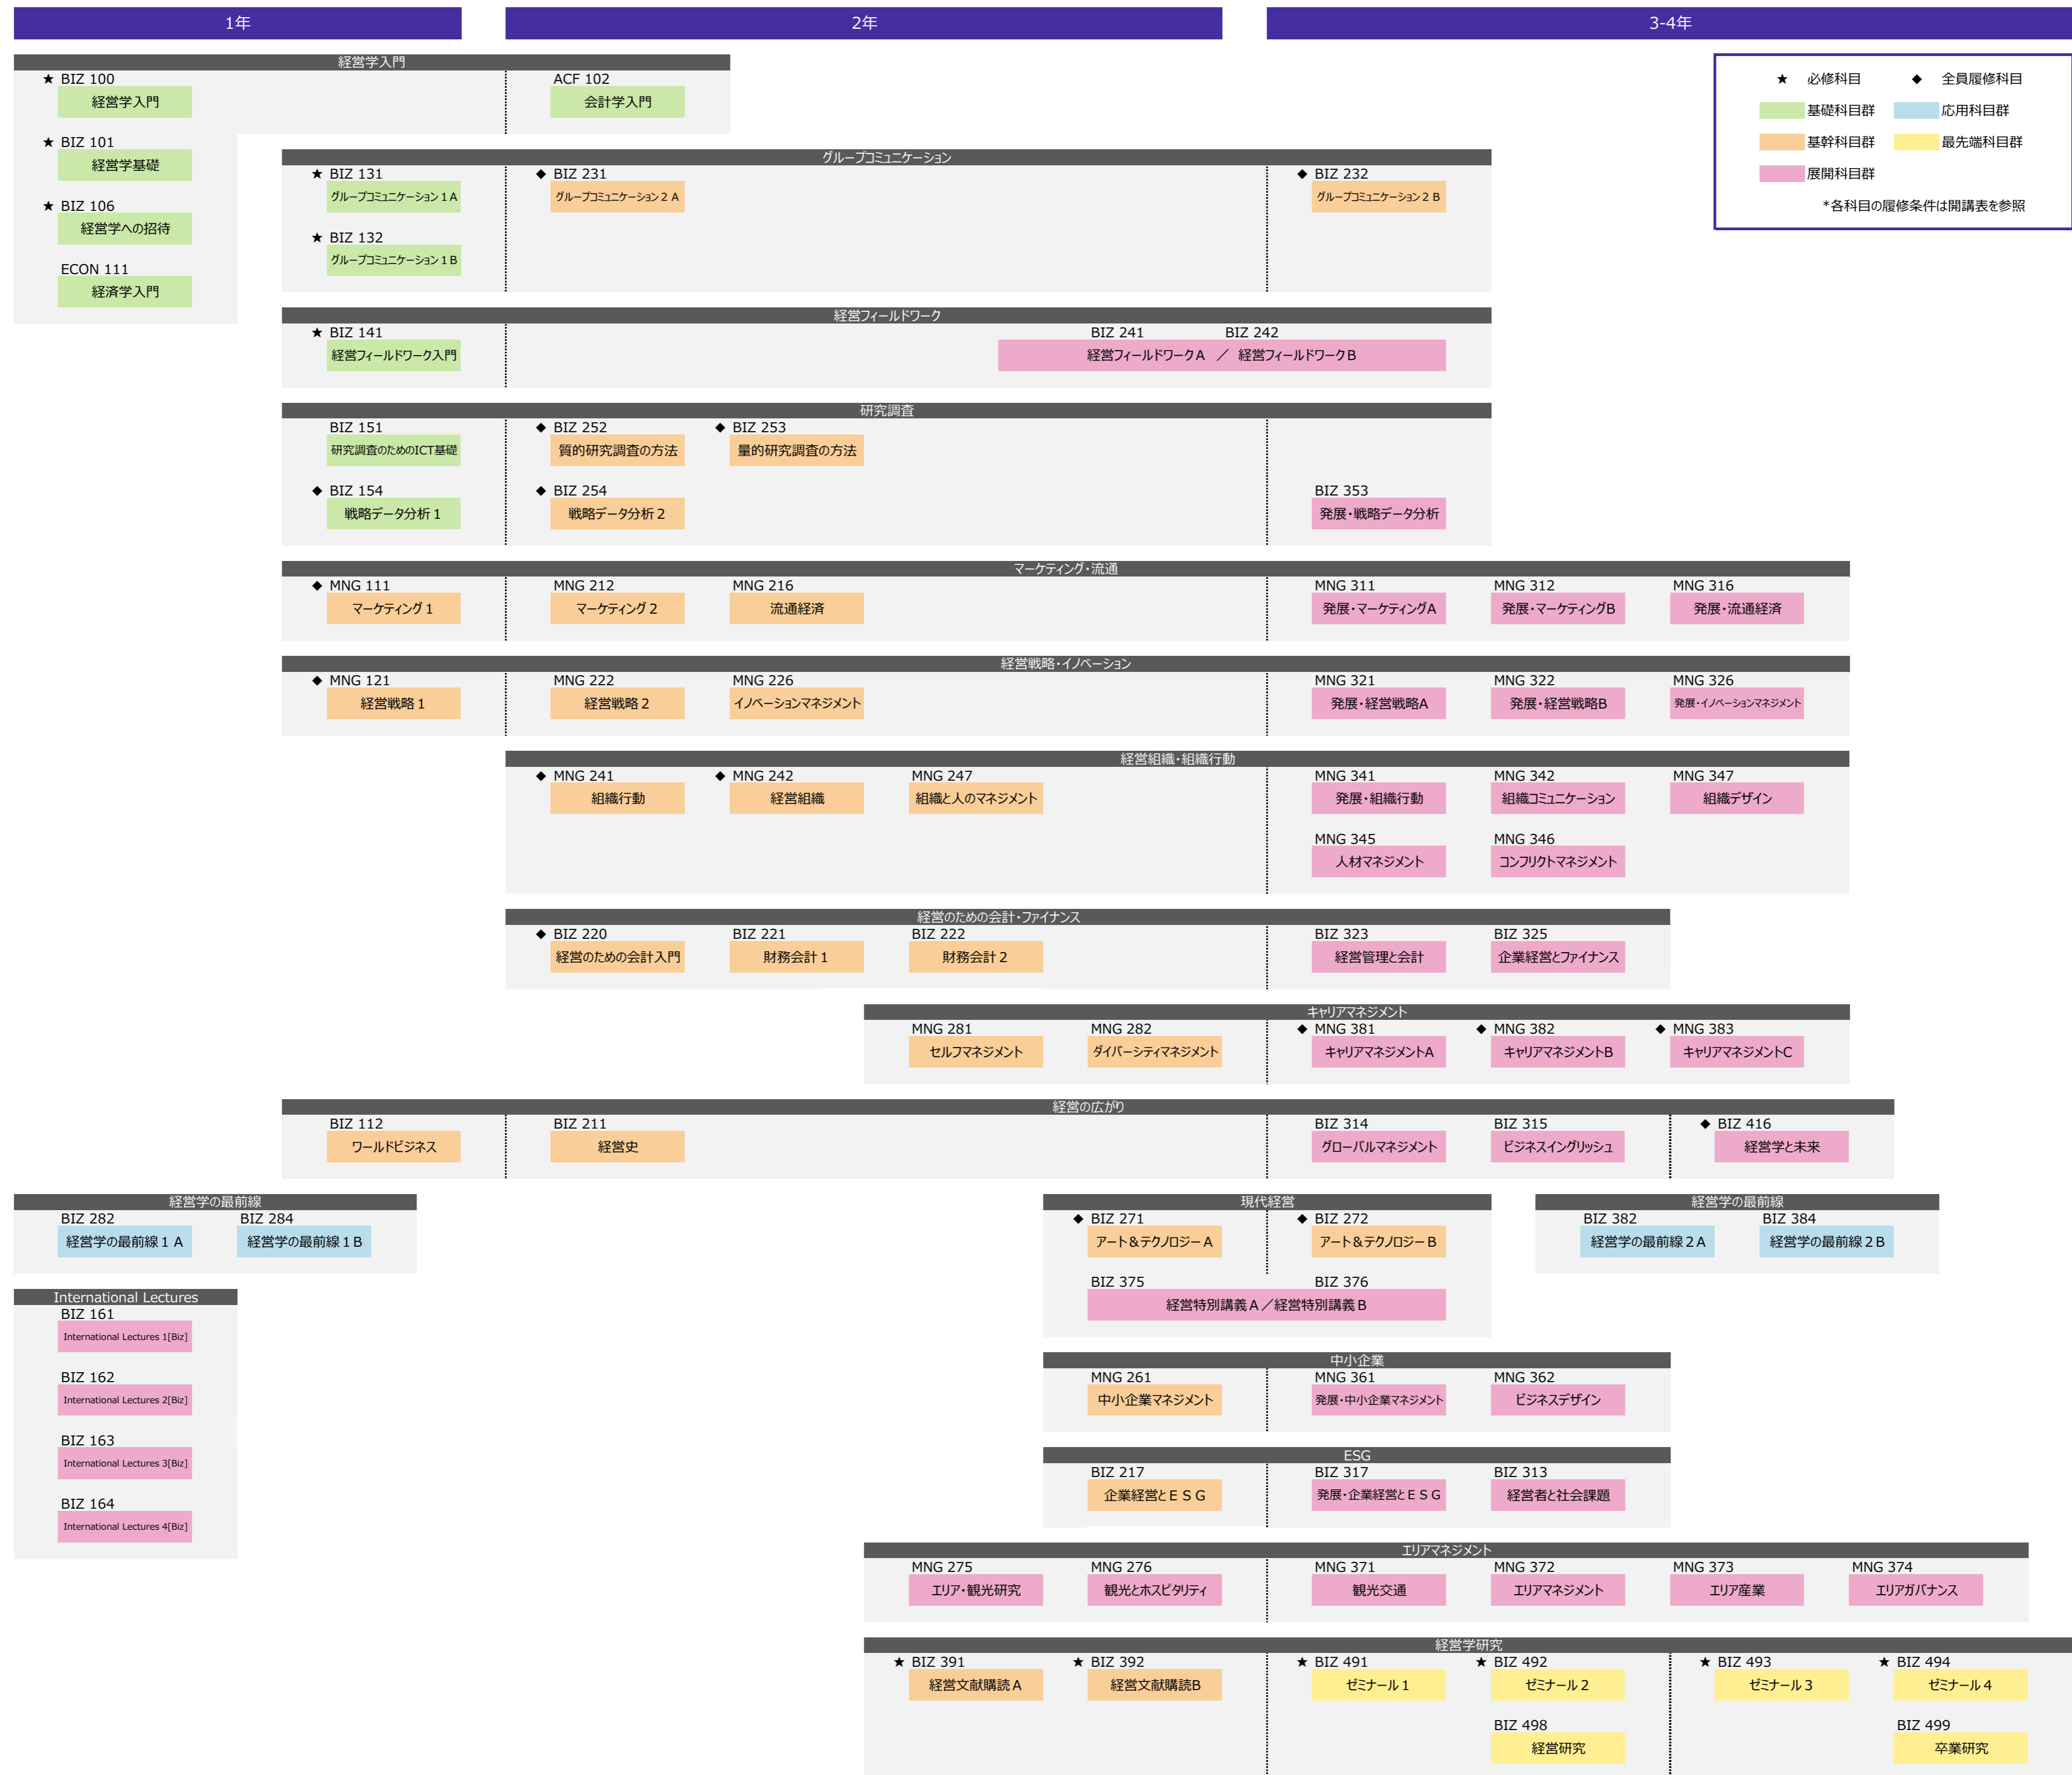 1年 2年 3-4年
★ 必修科目 ◆ 全員履修科目
基礎科目群 応用科目群
基幹科目群 最先端科目群
展開科目群
*各科目の履修条件は開講表を参照
経営学入門
★ BIZ 100 ACF 102
経営学入門 会計学入門
★ BIZ 101
経営学基礎
★ BIZ 106
経営学への招待
ECON 111
経済学入門
グループコミュニケーション
★ BIZ 131 ◆ BIZ 231 ◆ BIZ 232
グループコミュニケーション１A グループコミュニケーション２A グループコミュニケーション２B
★ BIZ 132
グループコミュニケーション１B
経営フィールドワーク
★ BIZ 141 BIZ 241 BIZ 242
経営フィールドワーク入門 経営フィールドワークA ／ 経営フィールドワークB
研究調査
BIZ 151 ◆ BIZ 252 ◆ BIZ 253
研究調査のためのICT基礎 質的研究調査の方法 量的研究調査の方法
◆ BIZ 154 ◆ BIZ 254 BIZ 353
戦略データ分析１ 戦略データ分析２ 発展・戦略データ分析
マーケティング・流通
◆ MNG 111 MNG 212 MNG 216 MNG 311 MNG 312 MNG 316
マーケティング１ マーケティング２ 流通経済 発展・マーケティングA 発展・マーケティングB 発展・流通経済
経営戦略・イノベーション
◆ MNG 121 MNG 222 MNG 226 MNG 321 MNG 322 MNG 326
経営戦略１ 経営戦略２ イノベーションマネジメント 発展・経営戦略A 発展・経営戦略B 発展・イノベーションマネジメント
経営組織・組織行動
◆ MNG 241 ◆ MNG 242 MNG 247 MNG 341 MNG 342 MNG 347
組織行動 経営組織 組織と人のマネジメント 発展・組織行動 組織コミュニケーション 組織デザイン
MNG 345 MNG 346
人材マネジメント コンフリクトマネジメント
経営のための会計・ファイナンス
◆ BIZ 220 BIZ 221 BIZ 222 BIZ 323 BIZ 325
経営のための会計入門 財務会計１ 財務会計２ 経営管理と会計 企業経営とファイナンス
キャリアマネジメント
MNG 281 MNG 282 ◆ MNG 381 ◆ MNG 382 ◆ MNG 383
セルフマネジメント ダイバーシティマネジメント キャリアマネジメントA キャリアマネジメントB キャリアマネジメントC
経営の広がり
BIZ 112 BIZ 211 BIZ 314 BIZ 315 ◆ BIZ 416
ワールドビジネス 経営史 グローバルマネジメント ビジネスイングリッシュ 経営学と未来
経営学の最前線 現代経営 経営学の最前線
BIZ 282 BIZ 284 ◆ BIZ 271 ◆ BIZ 272 BIZ 382 BIZ 384
経営学の最前線１A 経営学の最前線１B アート＆テクノロジーA アート＆テクノロジーB 経営学の最前線２A 経営学の最前線２B
BIZ 375 BIZ 376
経営特別講義A／経営特別講義B
International Lectures
BIZ 161
International Lectures 1[Biz]
BIZ 162
International Lectures 2[Biz]
BIZ 163
International Lectures 3[Biz]
BIZ 164
International Lectures 4[Biz]
中小企業
MNG 261 MNG 361 MNG 362
中小企業マネジメント 発展・中小企業マネジメント ビジネスデザイン
ESG
BIZ 217 BIZ 317 BIZ 313
企業経営とＥＳＧ 発展・企業経営とＥＳＧ 経営者と社会課題
エリアマネジメント
MNG 275 MNG 276 MNG 371 MNG 372 MNG 373 MNG 374
エリア・観光研究 観光とホスピタリティ 観光交通 エリアマネジメント エリア産業 エリアガバナンス
経営学研究
★ BIZ 391 ★ BIZ 392 ★ BIZ 491 ★ BIZ 492 ★ BIZ 493 ★ BIZ 494
経営文献購読A 経営文献購読B ゼミナール１ ゼミナール２ ゼミナール３ ゼミナール４
BIZ 498 BIZ 499
経営研究 卒業研究